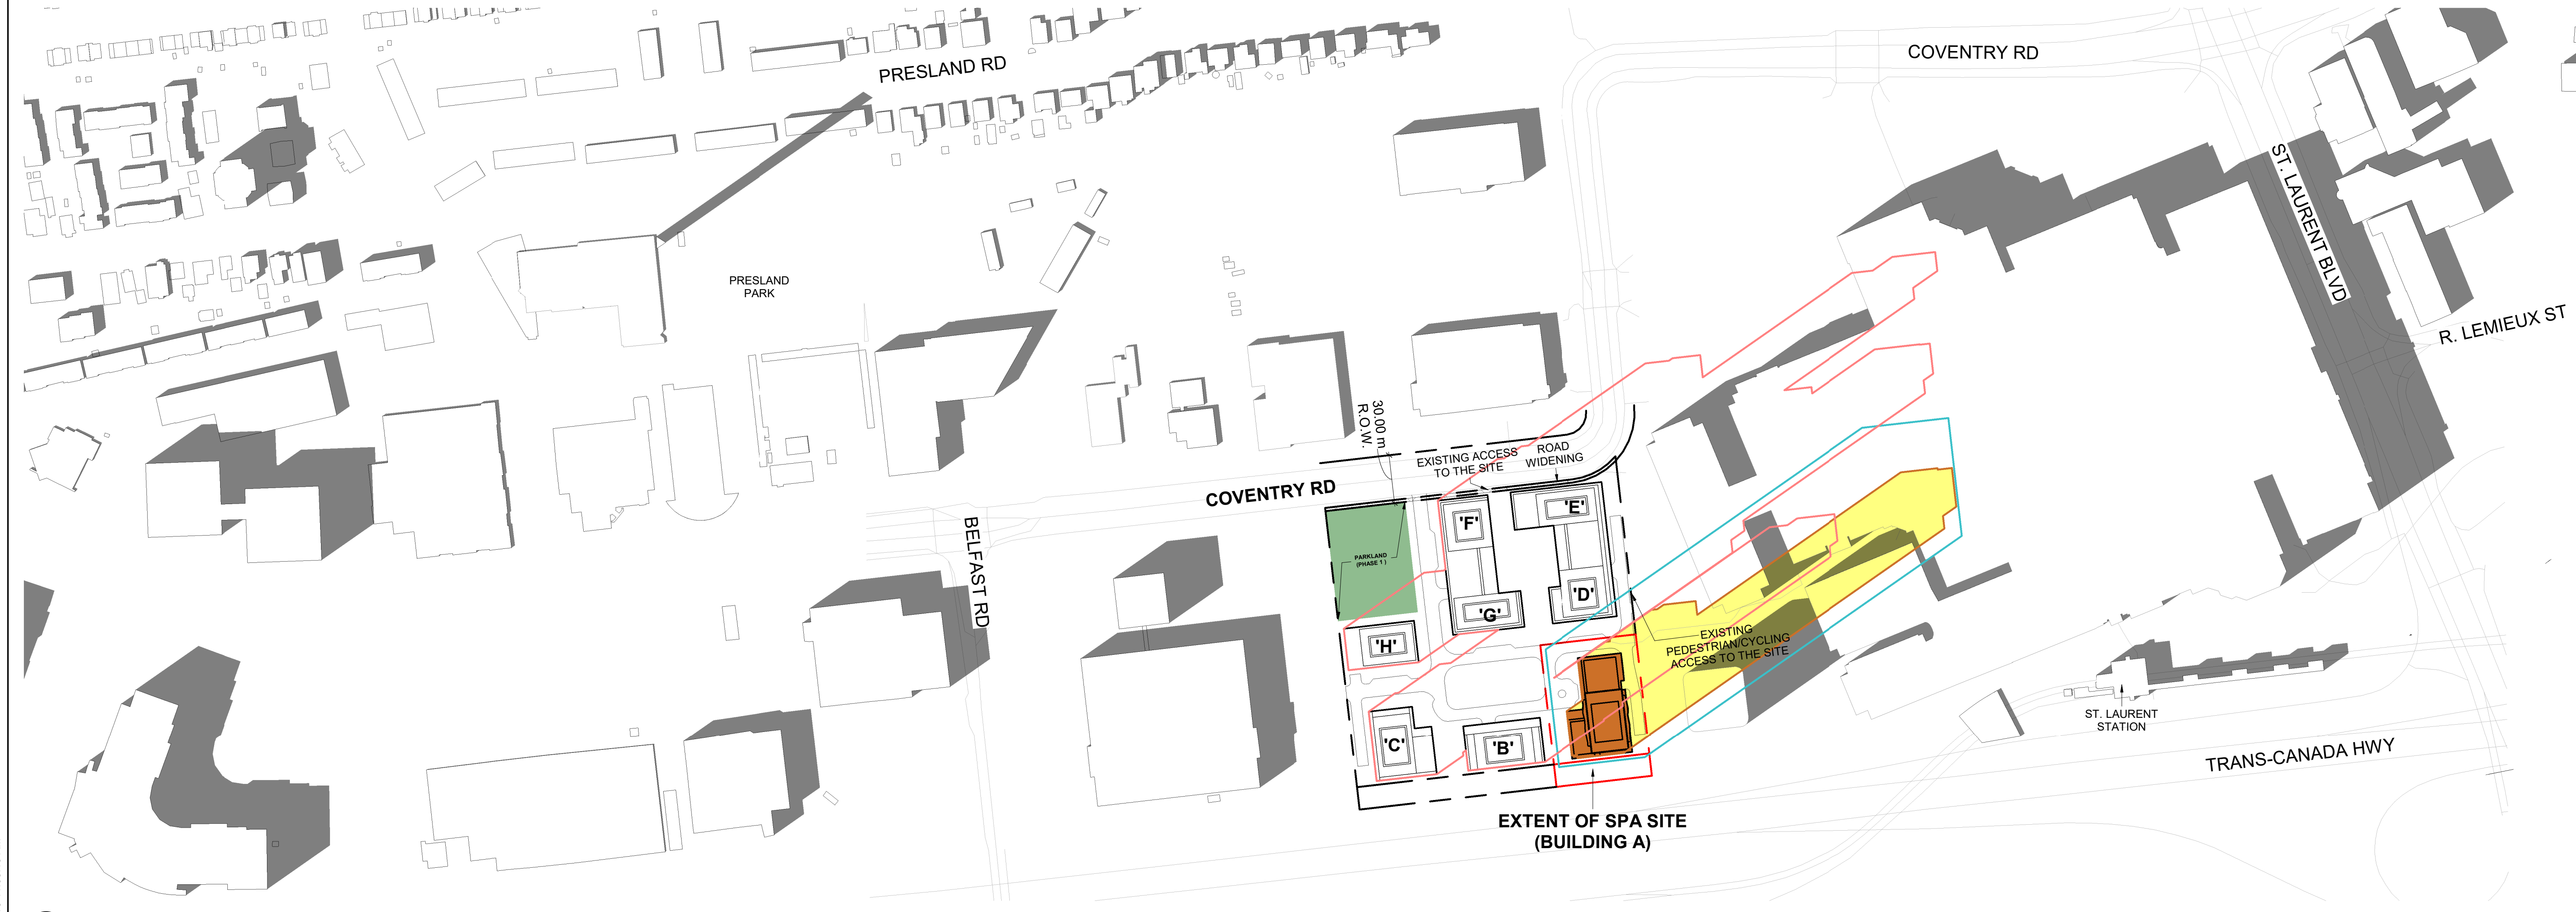 COVENTRY RD
PRESLAND RD
ST. LAURENT BLVD
PRESLAND
PARK
R. LEMIEUX ST
30.00 m
R.O.W.
EXISTING ACCESS
TO THE SITE
ROAD
WIDENING
COVENTRY RD
BELFAST RD
'F'
'E'
PARKLAND
(PHASE 1 )
'D'
'G'
'H'
EXISTING
PEDESTRIAN/CYCLING
ACCESS TO THE SITE
'C'
'B'
ST. LAURENT
STATION
TRANS-CANADA HWY
EXTENT OF SPA SITE
(BUILDING A)